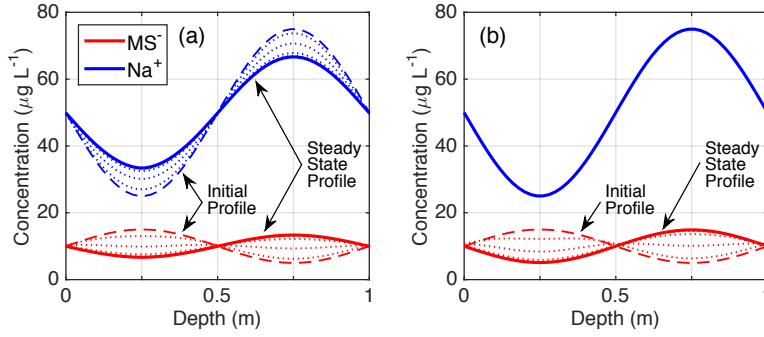 (a)
MS-
Na+
80
60
40
20
0
Concentration (μg L-1)
Steady
State
Profile
Initial
Profile
0
0.5
1
Depth (m)
(b)
80
60
40
20
0
Concentration (μg L-1)
Initial
Profile
Steady
State
Profile
0
0.5
1
Depth (m)